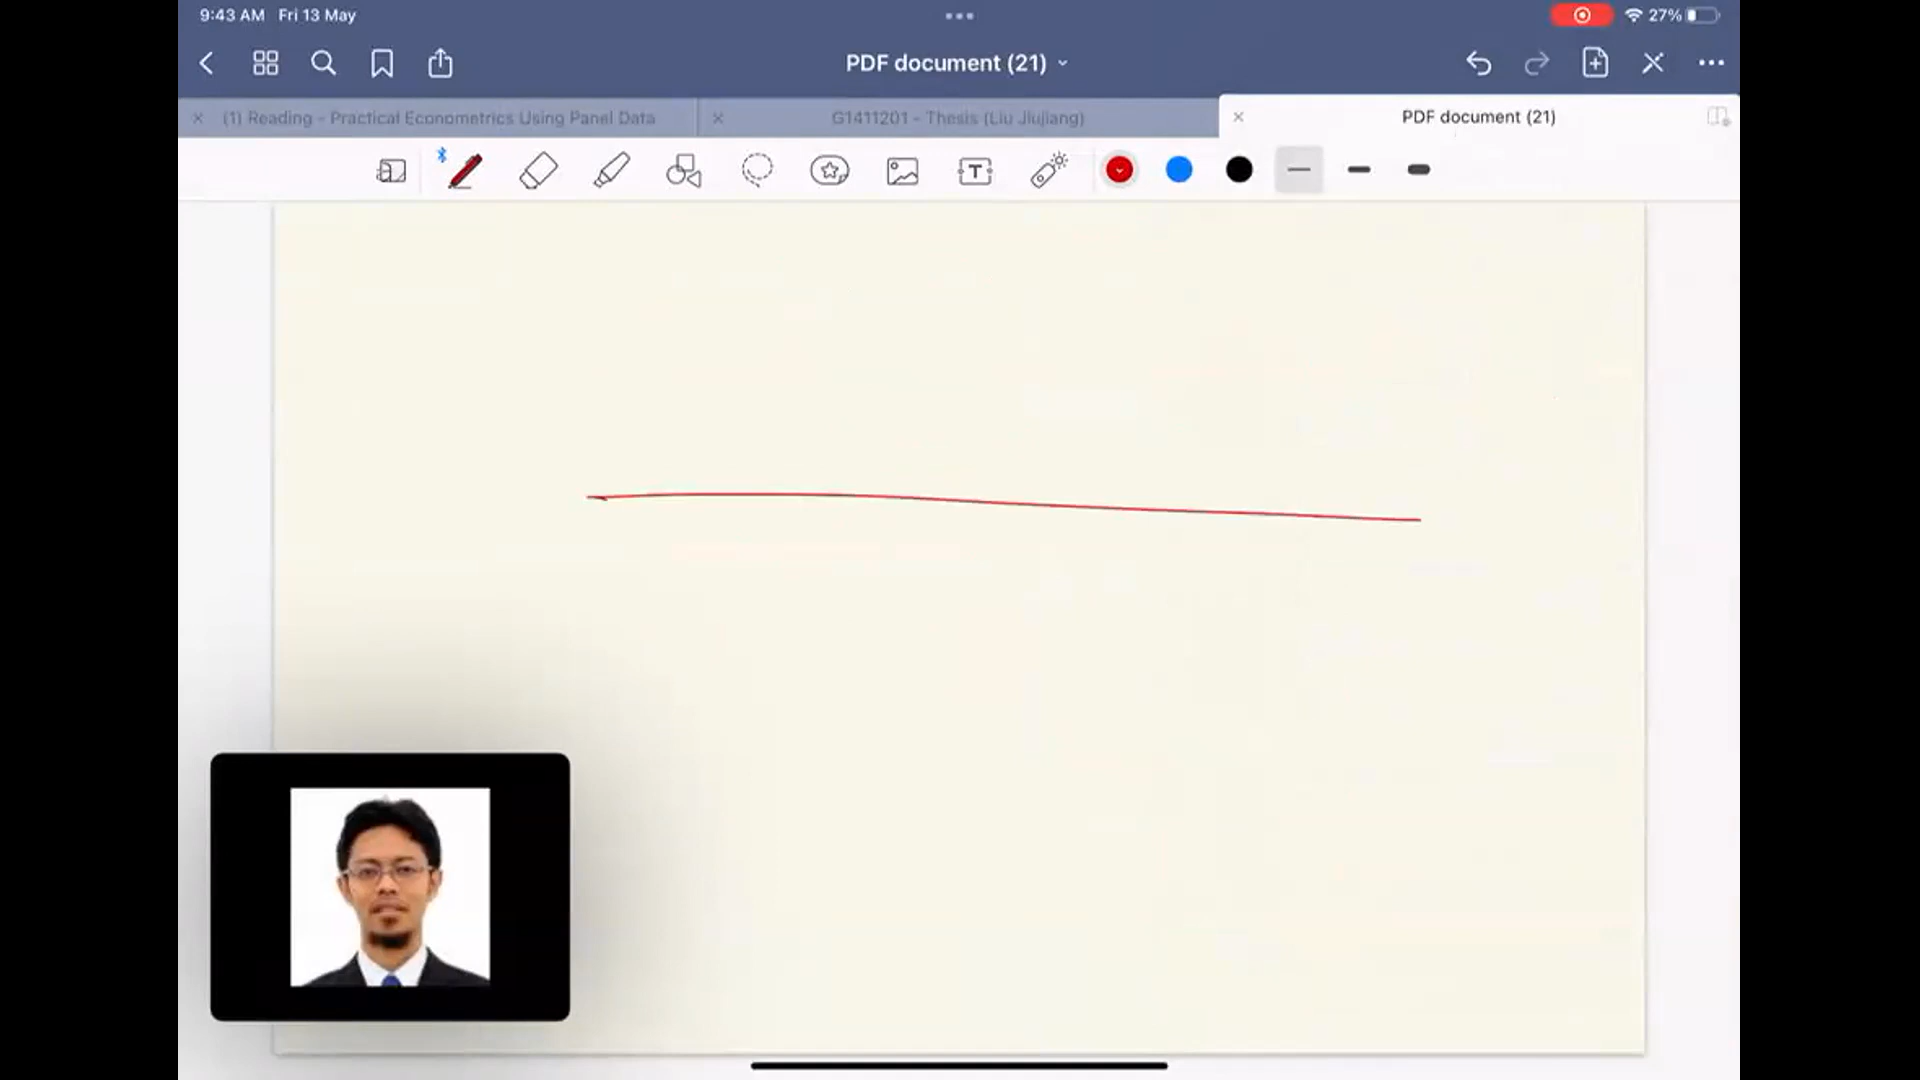 9:43 AM Fri 13 May
27%
PDF document (21)
(1) Reading - Practical Econometrics Using Panel Data
G1411201 - Thesis (Liu Jiujiang)
PDF document (21)
T